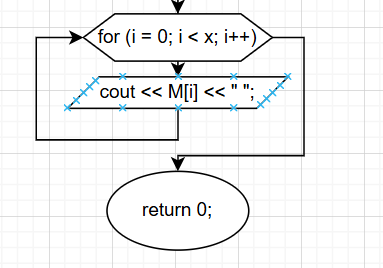 for (i = 0; i < x; i++)
cout << M[i] << " ";
return 0;